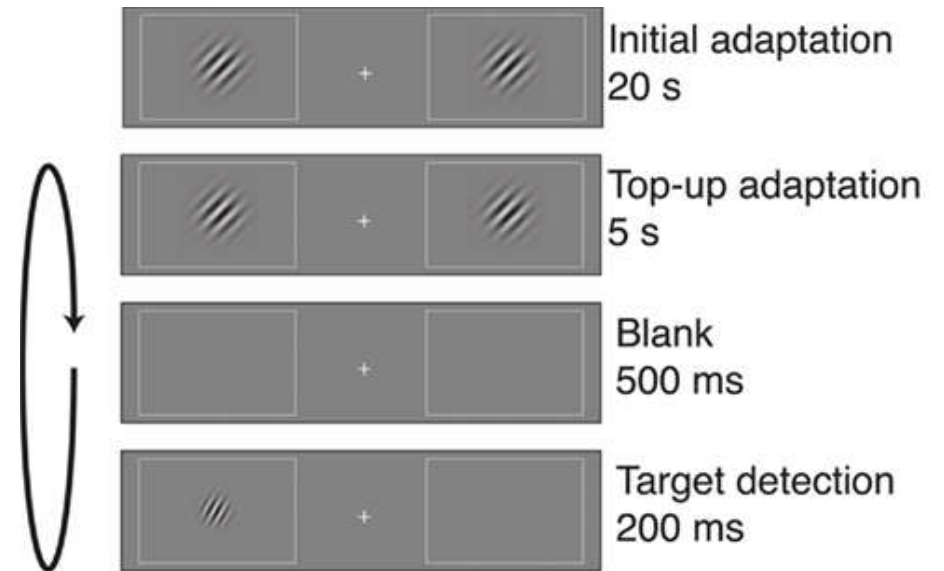 Initial adaptation
20 s
Top-up adaptation
5 s
Blank
500 ms
Target detection
200 ms